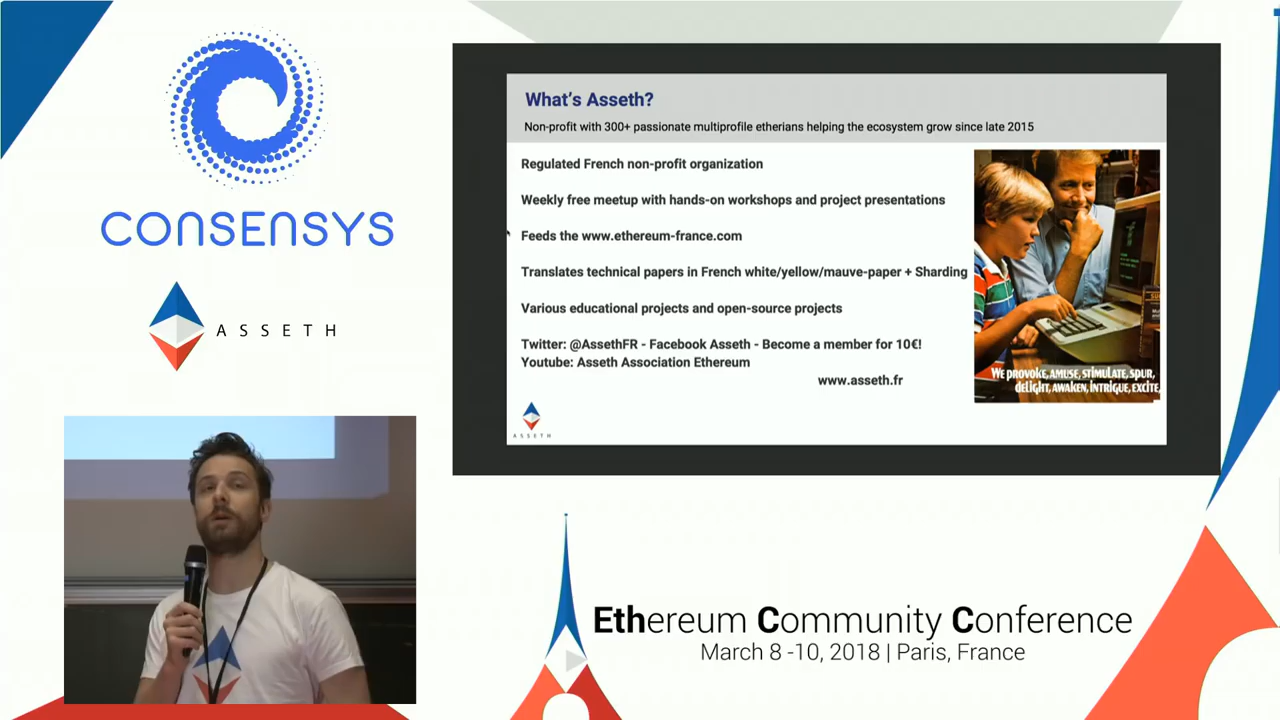 CONSENSYS
ASSETH
What's Asseth?
Non-profit with 300+ passionate multiprofile etherians helping the ecosystem grow since late 2015
Regulated French non-profit organization
Weekly free meetup with hands-on workshops and project presentations
Feeds the www.ethereum-france.com
Translates technical papers in French white/yellow/mauve-paper + Sharding
Various educational projects and open-source projects
Twitter: @AssethFR - Facebook Asseth - Become a member for 10€!
Youtube: Asseth Association Ethereum
www.asseth.fr
WE PROVOKE, AMUSE, STIMULATE, SPUR,
DELIGHT, AWAKEN, INTRIGUE, EXCITE,
ASSETH
Ethereum Community Conference
March 8 -10, 2018 | Paris, France